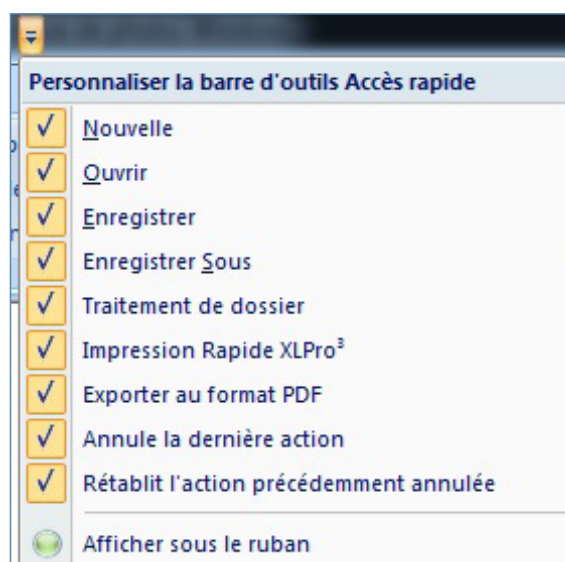 Personnaliser la barre d'outils Accès rapide
Nouvelle
Ouvrir
Enregistrer
Enregistrer Sous
Traitement de dossier
Impression Rapide XLPro³
Exporter au format PDF
Annule la dernière action
Rétablit l'action précédemment annulée
Afficher sous le ruban